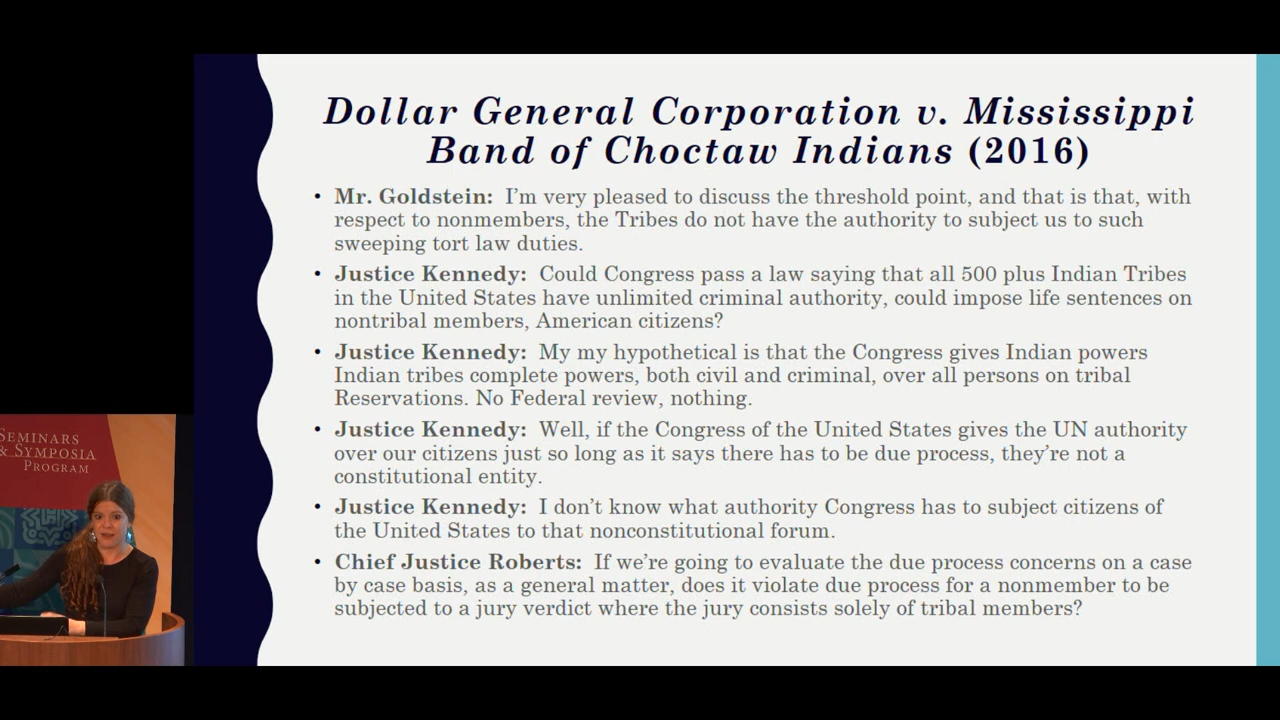 Dollar General Corporation v. Mississippi
Band of Choctaw Indians (2016)
• Mr. Goldstein: I’m very pleased to discuss the threshold point, and that is that, with
respect to nonmembers, the Tribes do not have the authority to subject us to such
sweeping tort law duties.
• Justice Kennedy: Could Congress pass a law saying that all 500 plus Indian Tribes
in the United States have unlimited criminal authority, could impose life sentences on
nontribal members, American citizens?
• Justice Kennedy: My my hypothetical is that the Congress gives Indian powers
Indian tribes complete powers, both civil and criminal, over all persons on tribal
Reservations. No Federal review, nothing.
• Justice Kennedy: Well, if the Congress of the United States gives the UN authority
over our citizens just so long as it says there has to be due process, they’re not a
constitutional entity.
• Justice Kennedy: I don’t know what authority Congress has to subject citizens of
the United States to that nonconstitutional forum.
• Chief Justice Roberts: If we’re going to evaluate the due process concerns on a case
by case basis, as a general matter, does it violate due process for a nonmember to be
subjected to a jury verdict where the jury consists solely of tribal members?
SEMINARS
& SYMPOSIA
PROGRAM